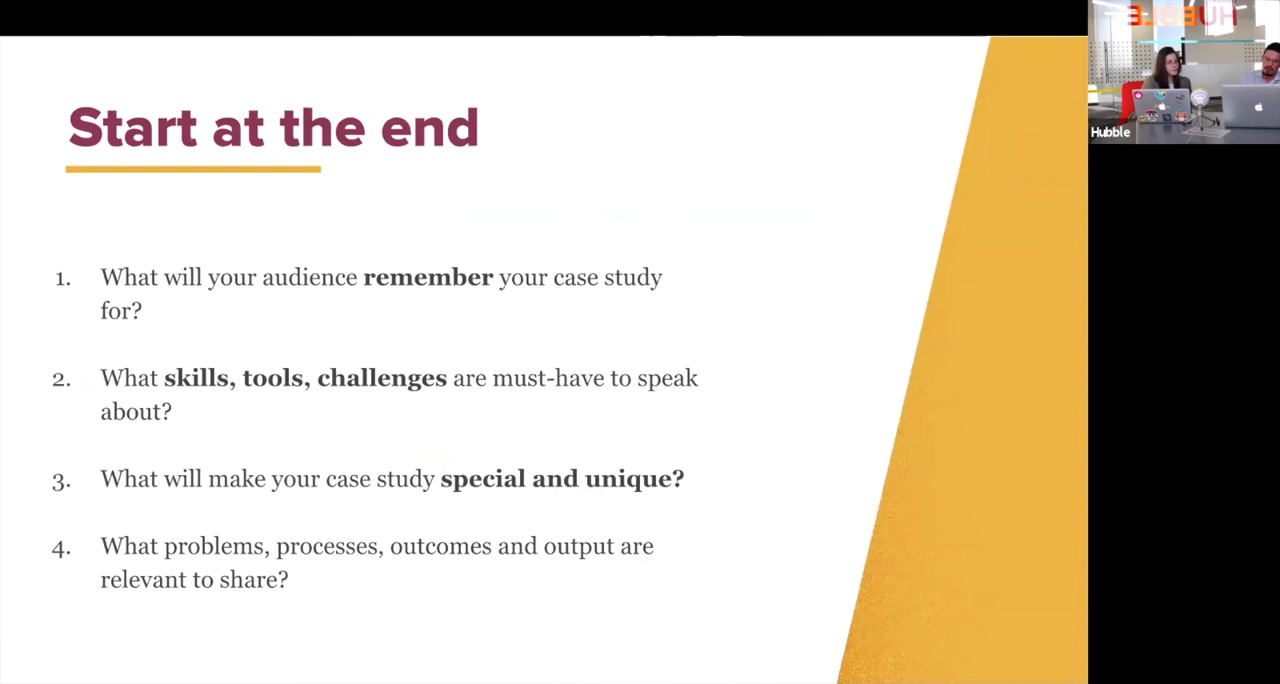 Start at the end
1. What will your audience remember your case study
for?
2. What skills, tools, challenges are must-have to speak
about?
3. What will make your case study special and unique?
4. What problems, processes, outcomes and output are
relevant to share?
HUBBLE
Hubble